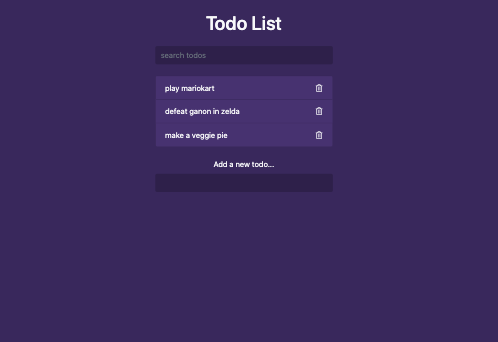 Todo List
search todos
play mariokart
defeat ganon in zelda
make a veggie pie
Add a new todo...